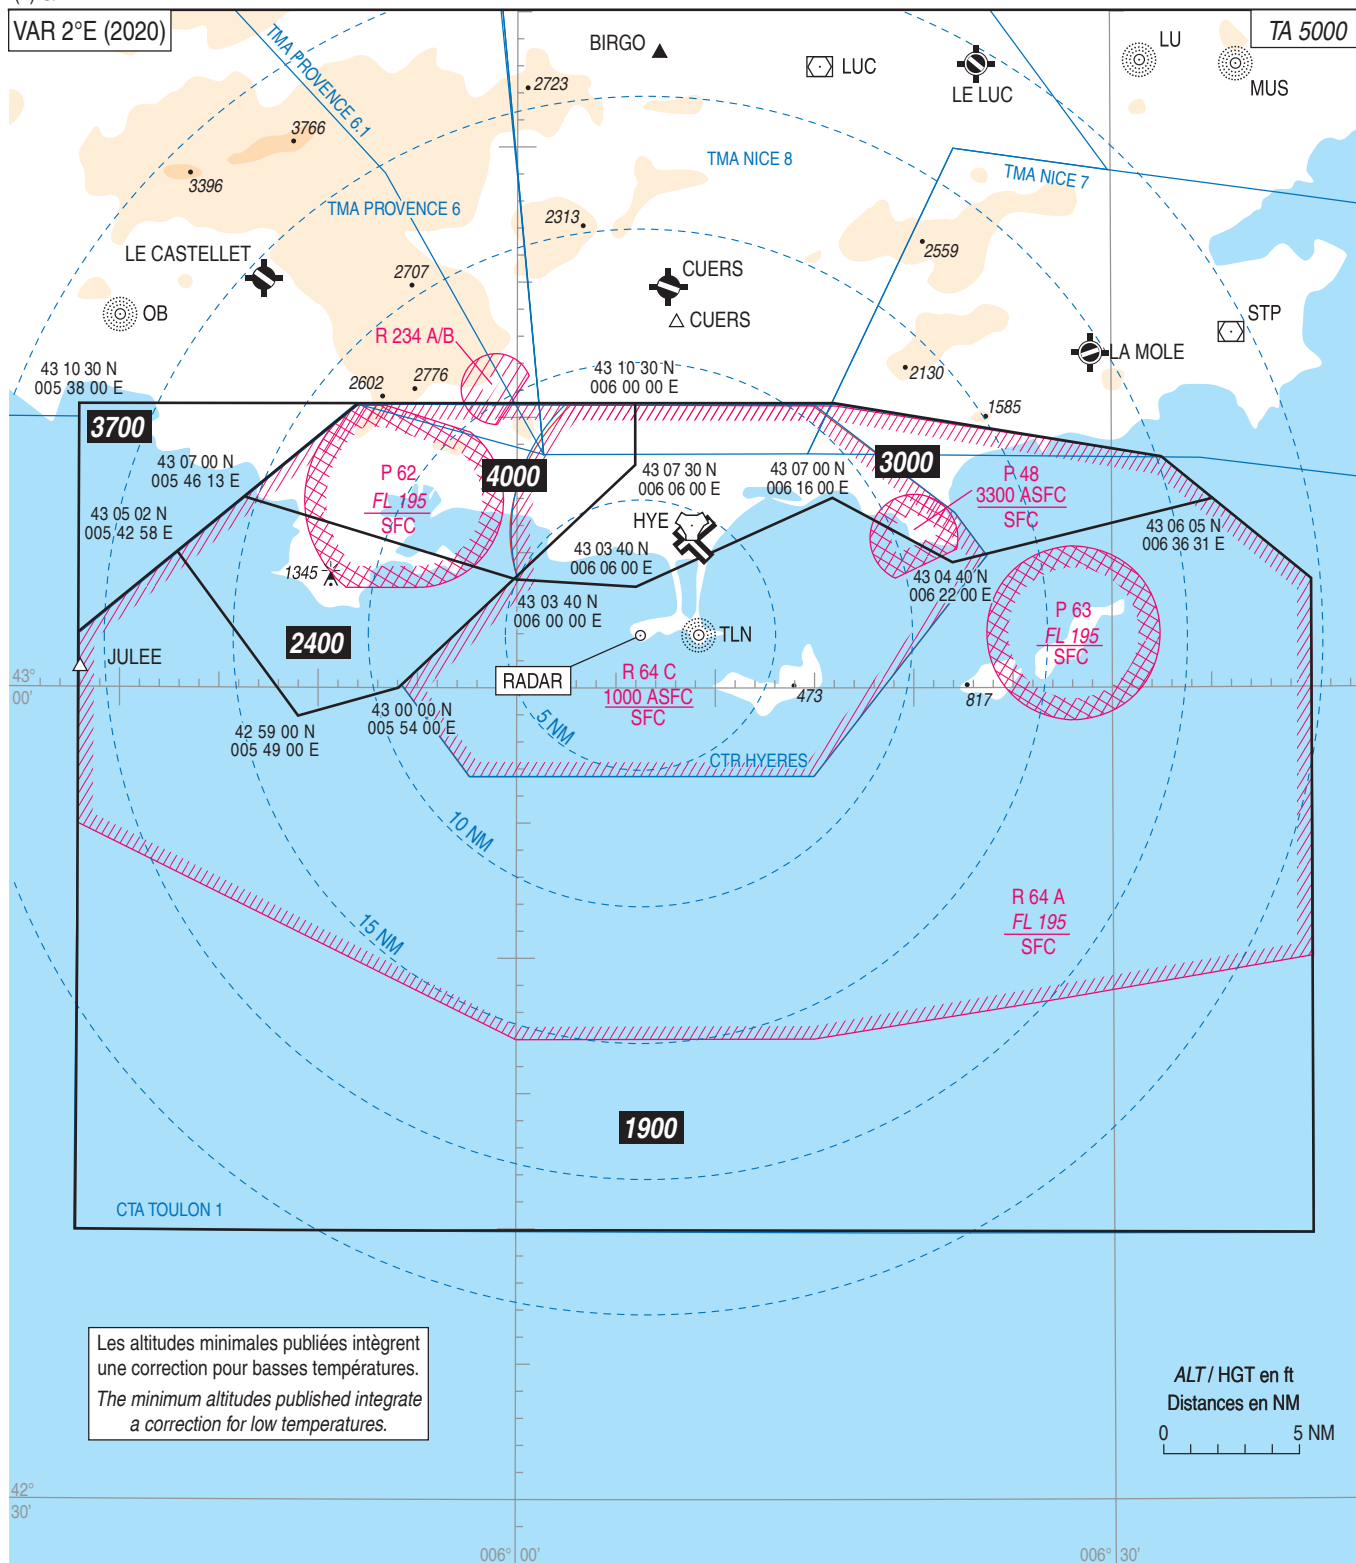 VAR 2°E (2020)
TA 5000
BIRGO
LUC
LE LUC
LU
MUS
TMA PROVENCE 6.1
2723
3766
3396
TMA NICE 8
TMA NICE 7
TMA PROVENCE 6
2313
2559
LE CASTELLET
2707
CUERS
CUERS
OB
STP
LA MOLE
R 234 A/B
43 10 30 N
005 38 00 E
2602
2776
43 10 30 N
006 00 00 E
2130
1585
3700
P 62
FL 195
SFC
4000
3000
P 48
3300 ASFC
SFC
43 07 00 N
005 46 13 E
43 07 30 N
006 06 00 E
43 07 00 N
006 16 00 E
43 05 02 N
005 42 58 E
HYE
43 06 05 N
006 36 31 E
43 03 40 N
006 06 00 E
1345
43 04 40 N
006 22 00 E
43 03 40 N
006 00 00 E
P 63
FL 195
SFC
2400
TLN
JULEE
RADAR
R 64 C
1000 ASFC
SFC
43°
00'
473
817
43 00 00 N
005 54 00 E
42 59 00 N
005 49 00 E
5 NM
CTR HYERES
10 NM
15 NM
R 64 A
FL 195
SFC
1900
CTA TOULON 1
Les altitudes minimales publiées intègrent
une correction pour basses températures.
The minimum altitudes published integrate
a correction for low temperatures.
ALT / HGT en ft
Distances en NM
0 5 NM
42°
30'
006° 00'
006° 30'